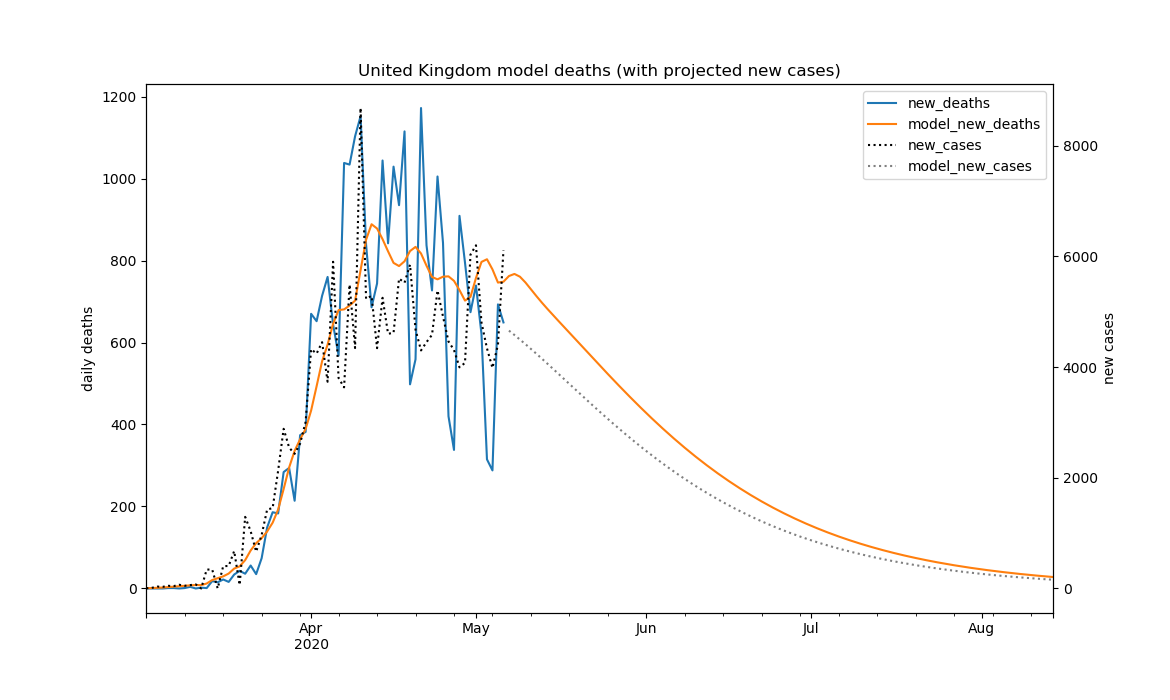 United Kingdom model deaths (with projected new cases)
1200
1000
800
600
400
200
0
daily deaths
new_deaths
model_new_deaths
new_cases
model_new_cases
8000
6000
4000
2000
0
new cases
Apr
2020
May
Jun
Jul
Aug